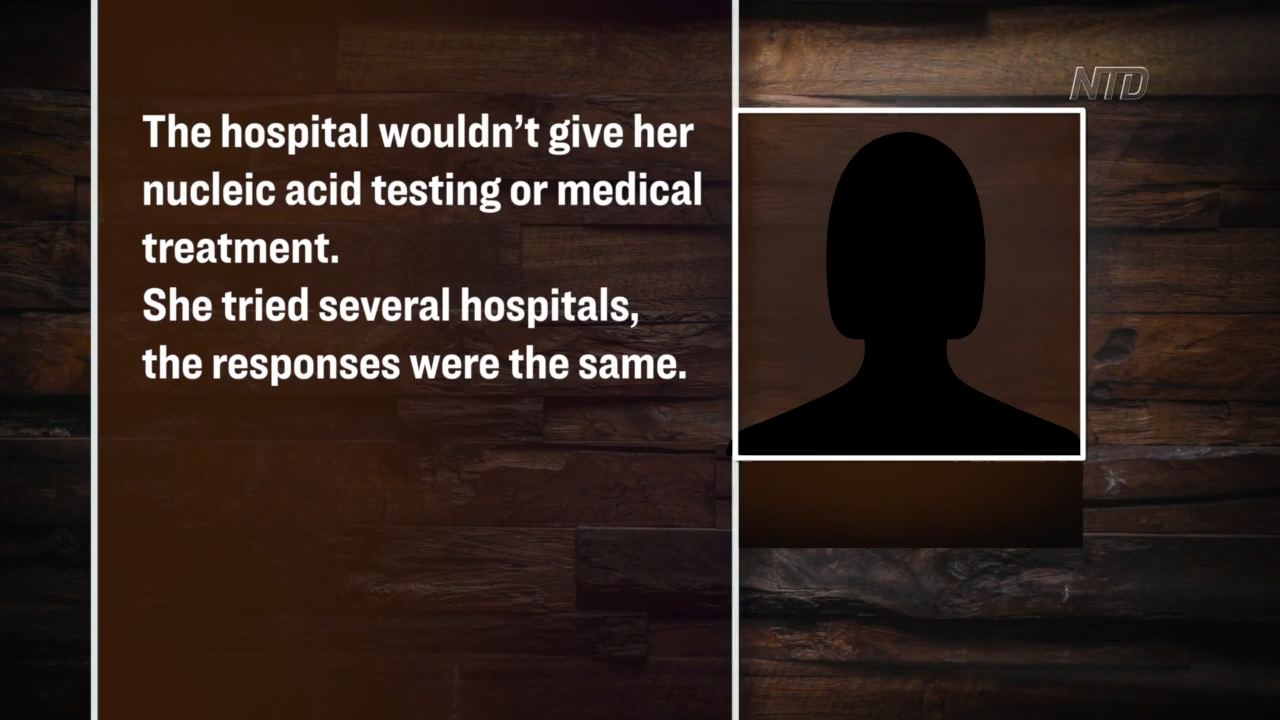 NTD
The hospital wouldn’t give her
nucleic acid testing or medical
treatment.
She tried several hospitals,
the responses were the same.